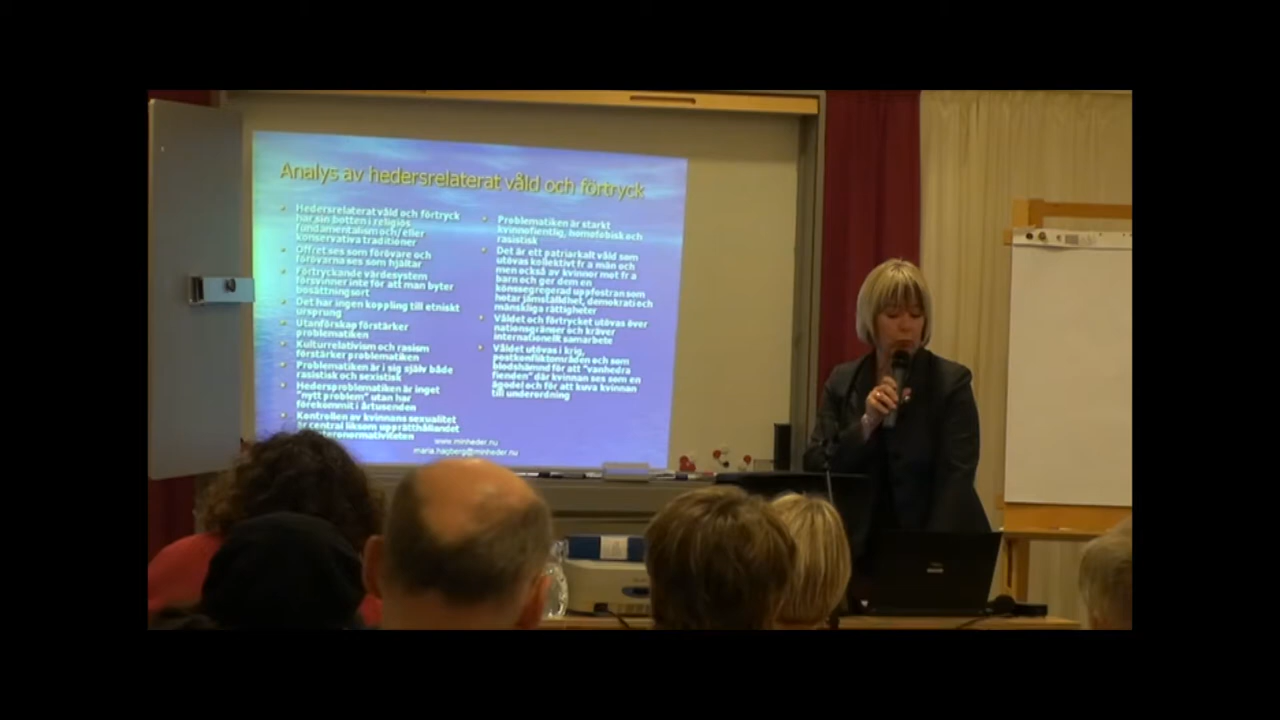 Analys av hedersrelaterat våld och förtryck
Hedersrelaterat våld och förtryck
har sin botten i religiös
fundamentalism och/eller
konservativa traditioner
Offret ses som förövare och
förövarna ses som hjältar
Förtryckande värdesystem
försvinner inte för att man byter
bosättningsort
Det har ingen koppling till etniskt
ursprung
Utanförskap förstärker
problematiken
Kulturrelativism och rasism
förstärker problematiken
Problematiken är i sig själv både
rasistisk och sexistisk
Hedersproblematiken är inget
"nytt problem" utan har
förekommit i årtusenden
Kontrollen av kvinnans sexualitet
är central liksom upprätthållandet
Problematiken är starkt
kvinnofientlig, homofobisk och
rasistisk
Det är ett patriarkalt våld som
utövas kollektivt fr a män och
men också av kvinnor mot fr a
barn och ger dem en
könssegregerad uppfostran som
hotar jämställdhet, demokrati och
mänskliga rättigheter
Våldet och förtrycket utövas över
nationsgränser och kräver
internationellt samarbete
Våldet utövas i krig,
postkonfliktområden och som
blodshämnd för att "vanhedra
fienden" där kvinnan ses som en
ägodel och för att kuva kvinnan
till underordning
www.minheder.nu
maria.hagberg@minheder.nu